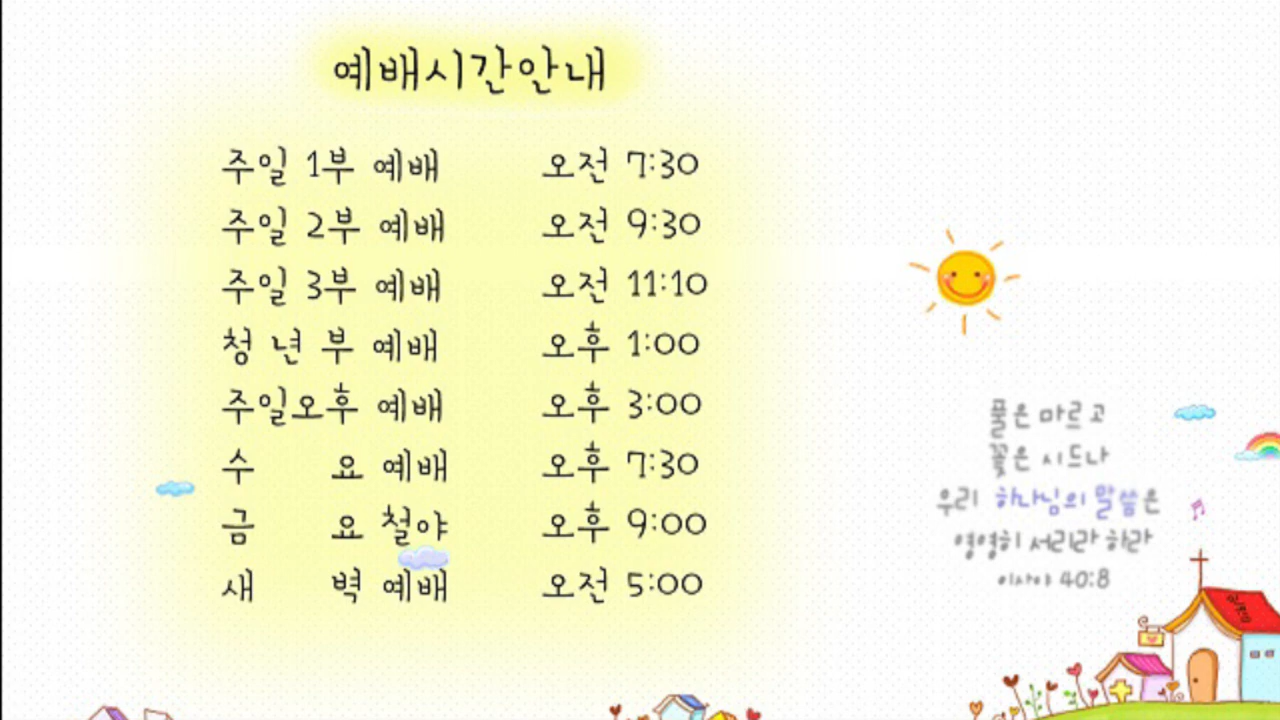 예배시간안내
주일 1부 예배 오전 7:30
주일 2부 예배 오전 9:30
주일 3부 예배 오전 11:10
청 년 부 예배 오후 1:00
주일오후 예배 오후 3:00
수 요 예배 오후 7:30
금 요 철야 오후 9:00
새 벽 예배 오전 5:00
풀은 마르고
꽃은 시드나
우리 하나님의 말씀은
영영히 서리라 하라
이사야 40:8